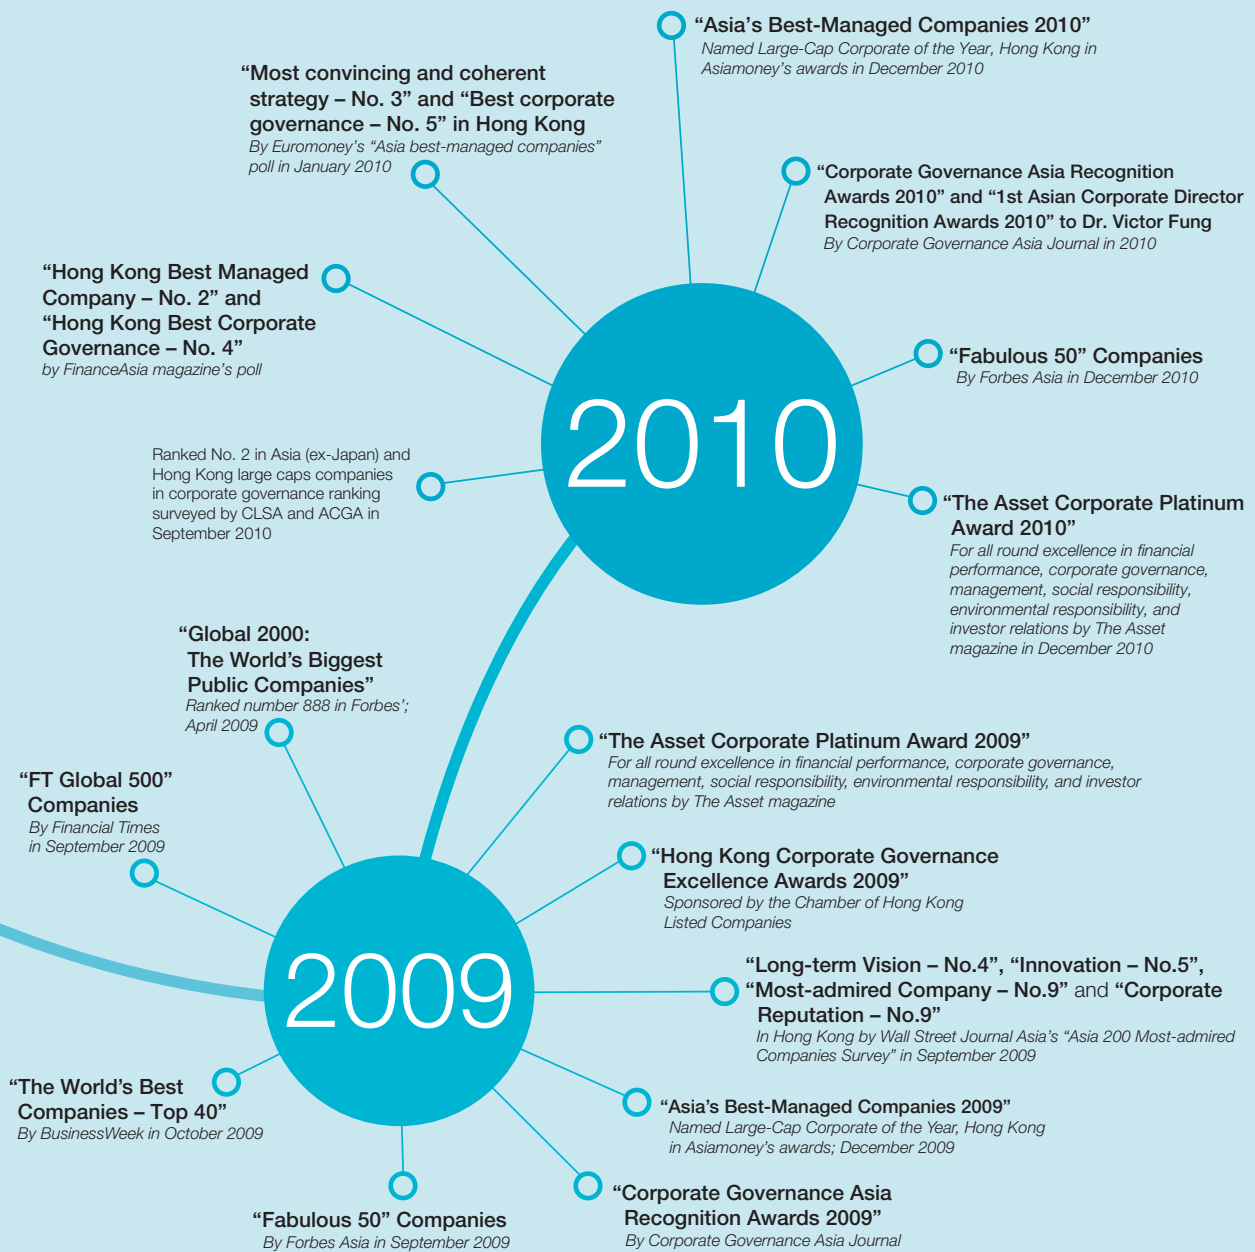 “Asia’s Best-Managed Companies 2010”
Named Large-Cap Corporate of the Year, Hong Kong in
Asiamoney’s awards in December 2010
“Most convincing and coherent
strategy – No. 3” and “Best corporate
governance – No. 5” in Hong Kong
By Euromoney’s “Asia best-managed companies”
poll in January 2010
“Corporate Governance Asia Recognition
Awards 2010” and “1st Asian Corporate Director
Recognition Awards 2010” to Dr. Victor Fung
By Corporate Governance Asia Journal in 2010
“Hong Kong Best Managed
Company – No. 2” and
“Hong Kong Best Corporate
Governance – No. 4”
by FinanceAsia magazine’s poll
“Fabulous 50” Companies
By Forbes Asia in December 2010
2010
Ranked No. 2 in Asia (ex-Japan) and
Hong Kong large caps companies
in corporate governance ranking
surveyed by CLSA and ACGA in
September 2010
“The Asset Corporate Platinum
Award 2010”
For all round excellence in financial
performance, corporate governance,
management, social responsibility,
environmental responsibility, and
investor relations by The Asset
magazine in December 2010
“Global 2000:
The World’s Biggest
Public Companies”
Ranked number 888 in Forbes’;
April 2009
“The Asset Corporate Platinum Award 2009”
For all round excellence in financial performance, corporate governance,
management, social responsibility, environmental responsibility, and investor
relations by The Asset magazine
“FT Global 500”
Companies
By Financial Times
in September 2009
“Hong Kong Corporate Governance
Excellence Awards 2009”
Sponsored by the Chamber of Hong Kong
Listed Companies
2009
“Long-term Vision – No.4”, “Innovation – No.5”,
“Most-admired Company – No.9” and “Corporate
Reputation – No.9”
In Hong Kong by Wall Street Journal Asia’s “Asia 200 Most-admired
Companies Survey” in September 2009
“The World’s Best
Companies – Top 40”
By BusinessWeek in October 2009
“Asia’s Best-Managed Companies 2009”
Named Large-Cap Corporate of the Year, Hong Kong
in Asiamoney’s awards; December 2009
“Fabulous 50” Companies
By Forbes Asia in September 2009
“Corporate Governance Asia
Recognition Awards 2009”
By Corporate Governance Asia Journal